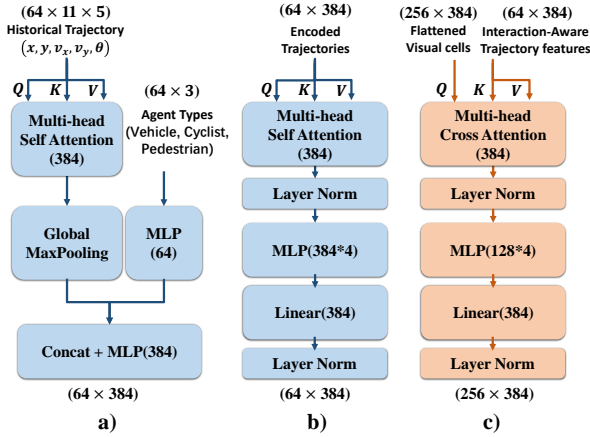 (64 × 11 × 5)
Historical Trajectory
(x, y, vx, vy, θ)
Q K V
Multi-head
Self Attention
(384)
(64 × 3)
Agent Types
(Vehicle, Cyclist,
Pedestrian)
Global
MaxPooling
MLP
(64)
Concat + MLP(384)
(64 × 384)
a)
(64 × 384)
Encoded
Trajectories
Q K V
Multi-head
Self Attention
(384)
Layer Norm
MLP(384*4)
Linear(384)
Layer Norm
(64 × 384)
b)
(256 × 384)
Flattened
Visual cells
(64 × 384)
Interaction-Aware
Trajectory features
Q K V
Multi-head
Cross Attention
(384)
Layer Norm
MLP(128*4)
Linear(384)
Layer Norm
(256 × 384)
c)